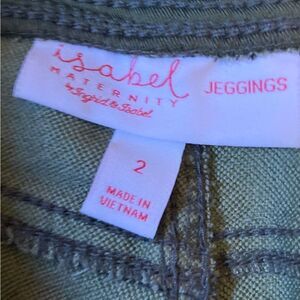 isabel
MATERNITY
by Ingrid & Isabel
JEGGINGS
2
MADE IN
VIETNAM